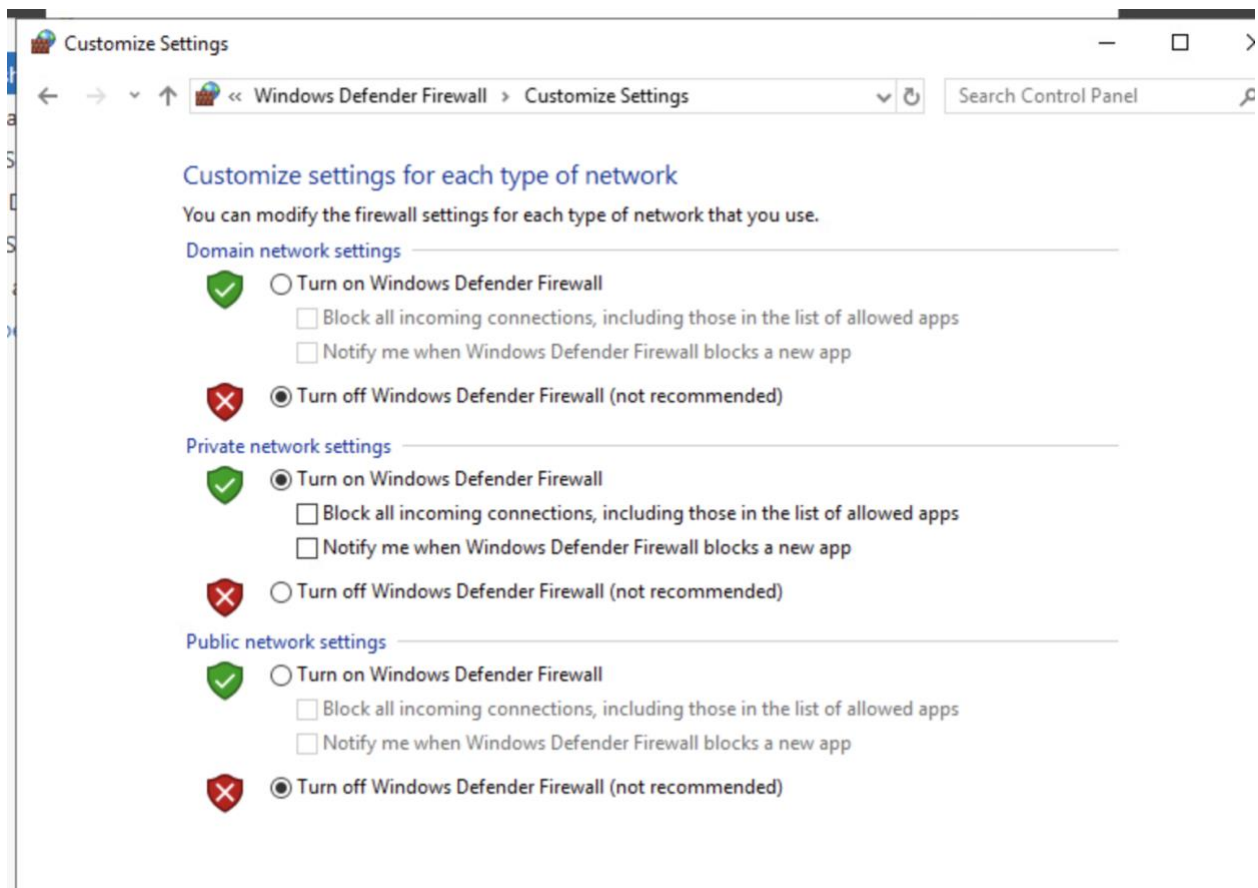 Customize Settings
« Windows Defender Firewall > Customize Settings
Search Control Panel
Customize settings for each type of network
You can modify the firewall settings for each type of network that you use.
Domain network settings
Turn on Windows Defender Firewall
Block all incoming connections, including those in the list of allowed apps
Notify me when Windows Defender Firewall blocks a new app
Turn off Windows Defender Firewall (not recommended)
Private network settings
Turn on Windows Defender Firewall
Block all incoming connections, including those in the list of allowed apps
Notify me when Windows Defender Firewall blocks a new app
Turn off Windows Defender Firewall (not recommended)
Public network settings
Turn on Windows Defender Firewall
Block all incoming connections, including those in the list of allowed apps
Notify me when Windows Defender Firewall blocks a new app
Turn off Windows Defender Firewall (not recommended)